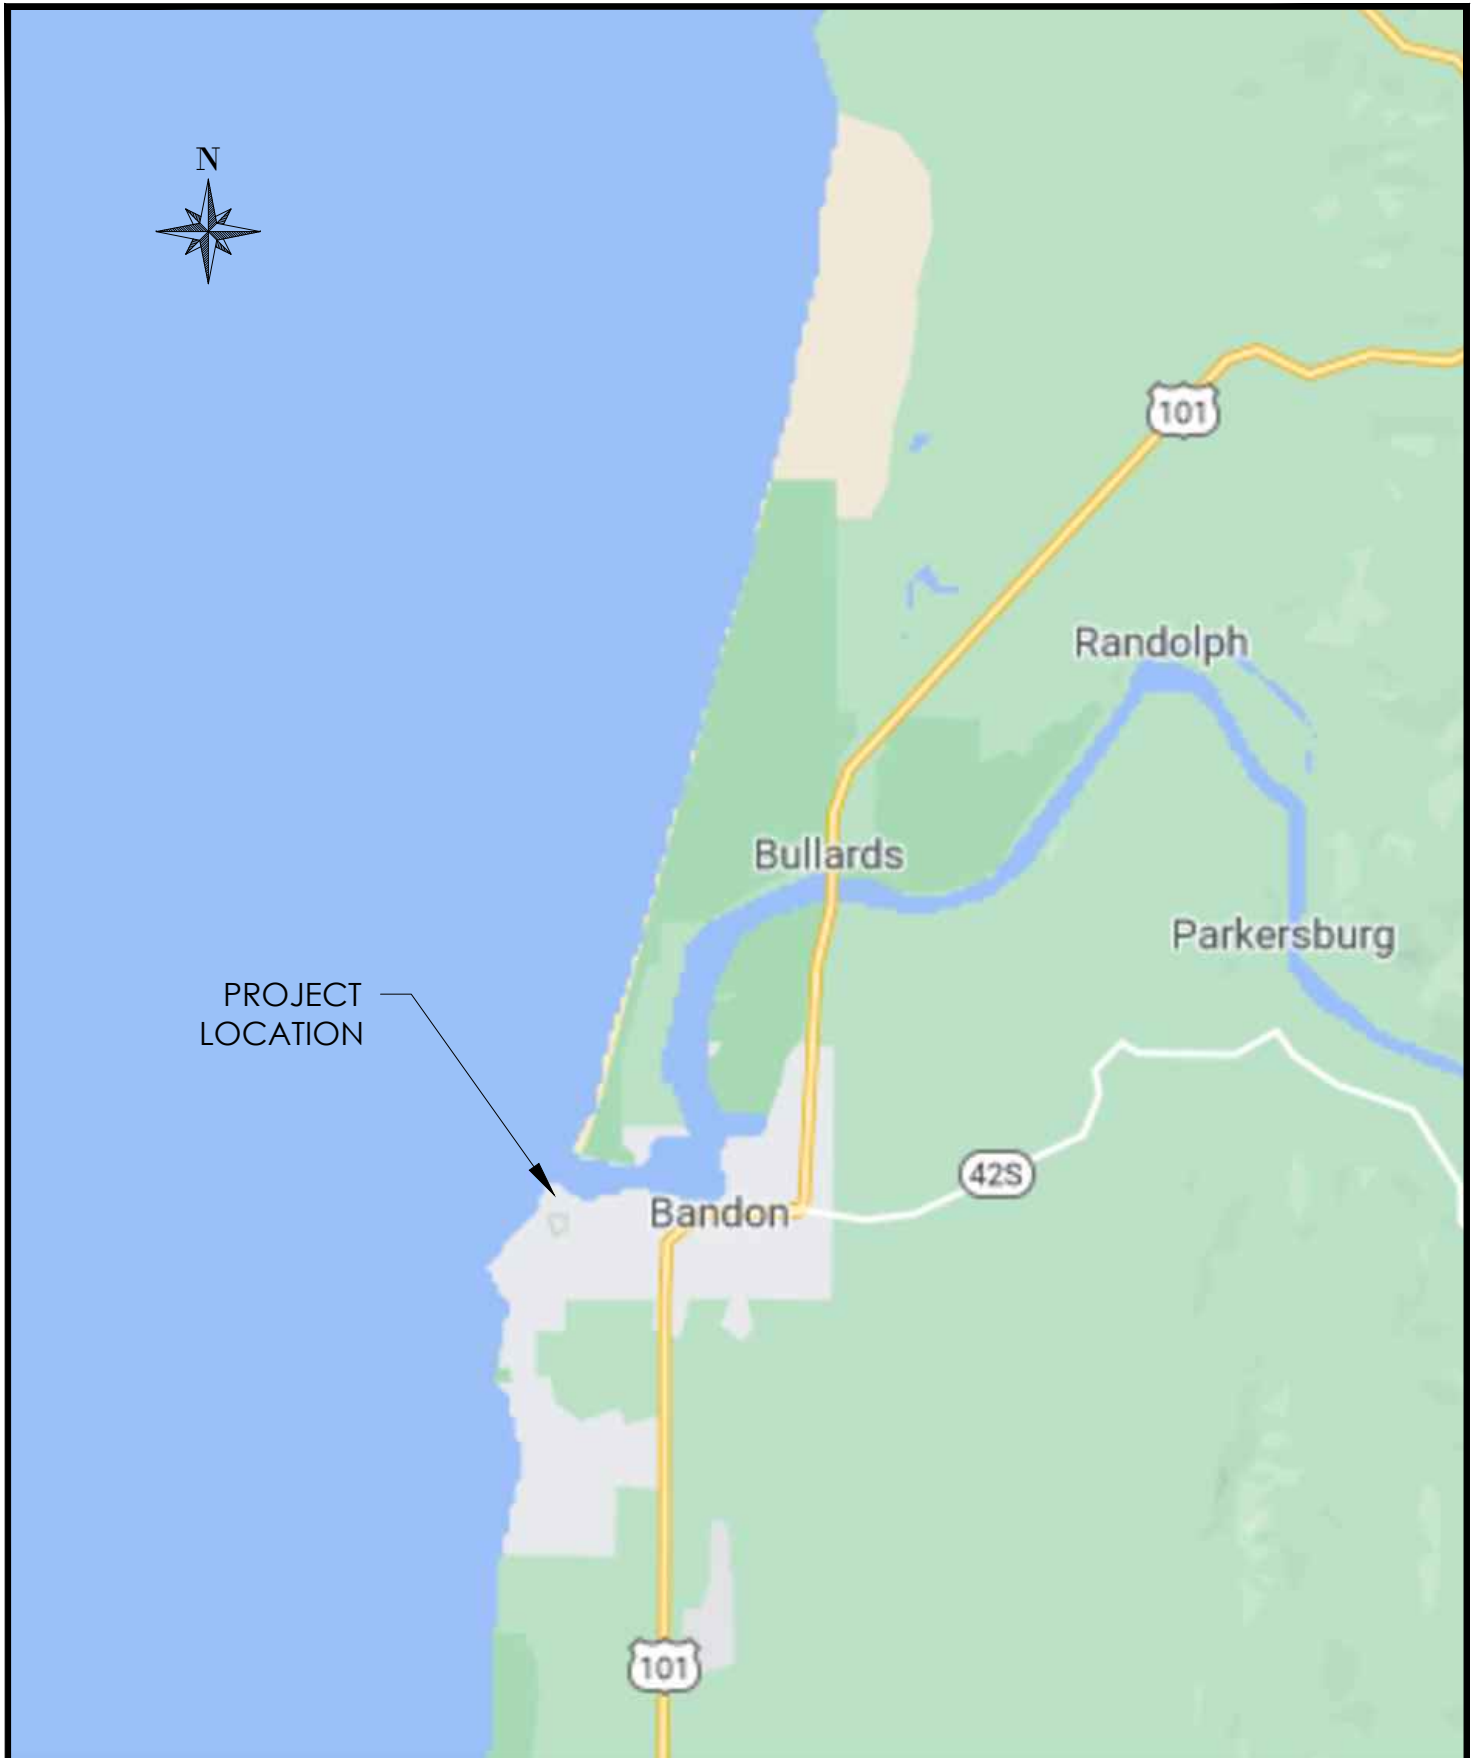 N
101
Randolph
Bullards
Parkersburg
PROJECT
LOCATION
42S
Bandon
101